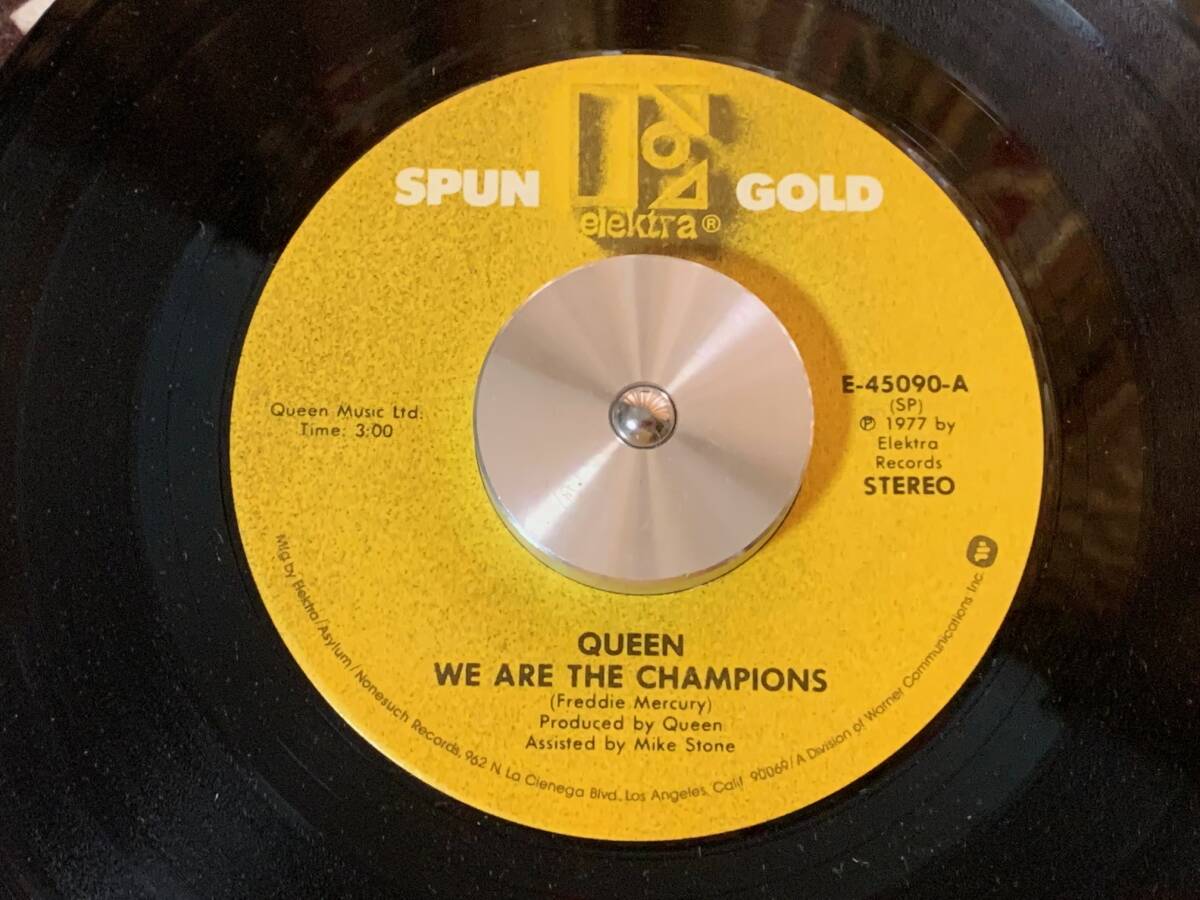 SPUN GOLD
elektra®
Queen Music Ltd.
Time: 3:00
E-45090-A
(SP)
℗ 1977 by
Elektra
Records
STEREO
QUEEN
WE ARE THE CHAMPIONS
(Freddie Mercury)
Produced by Queen
Assisted by Mike Stone
Mfg by Elektra/Asylum/Nonesuch Records, 962 N. La Cienega Blvd., Los Angeles, Calif. 90069/A Division of Warner Communications Inc.